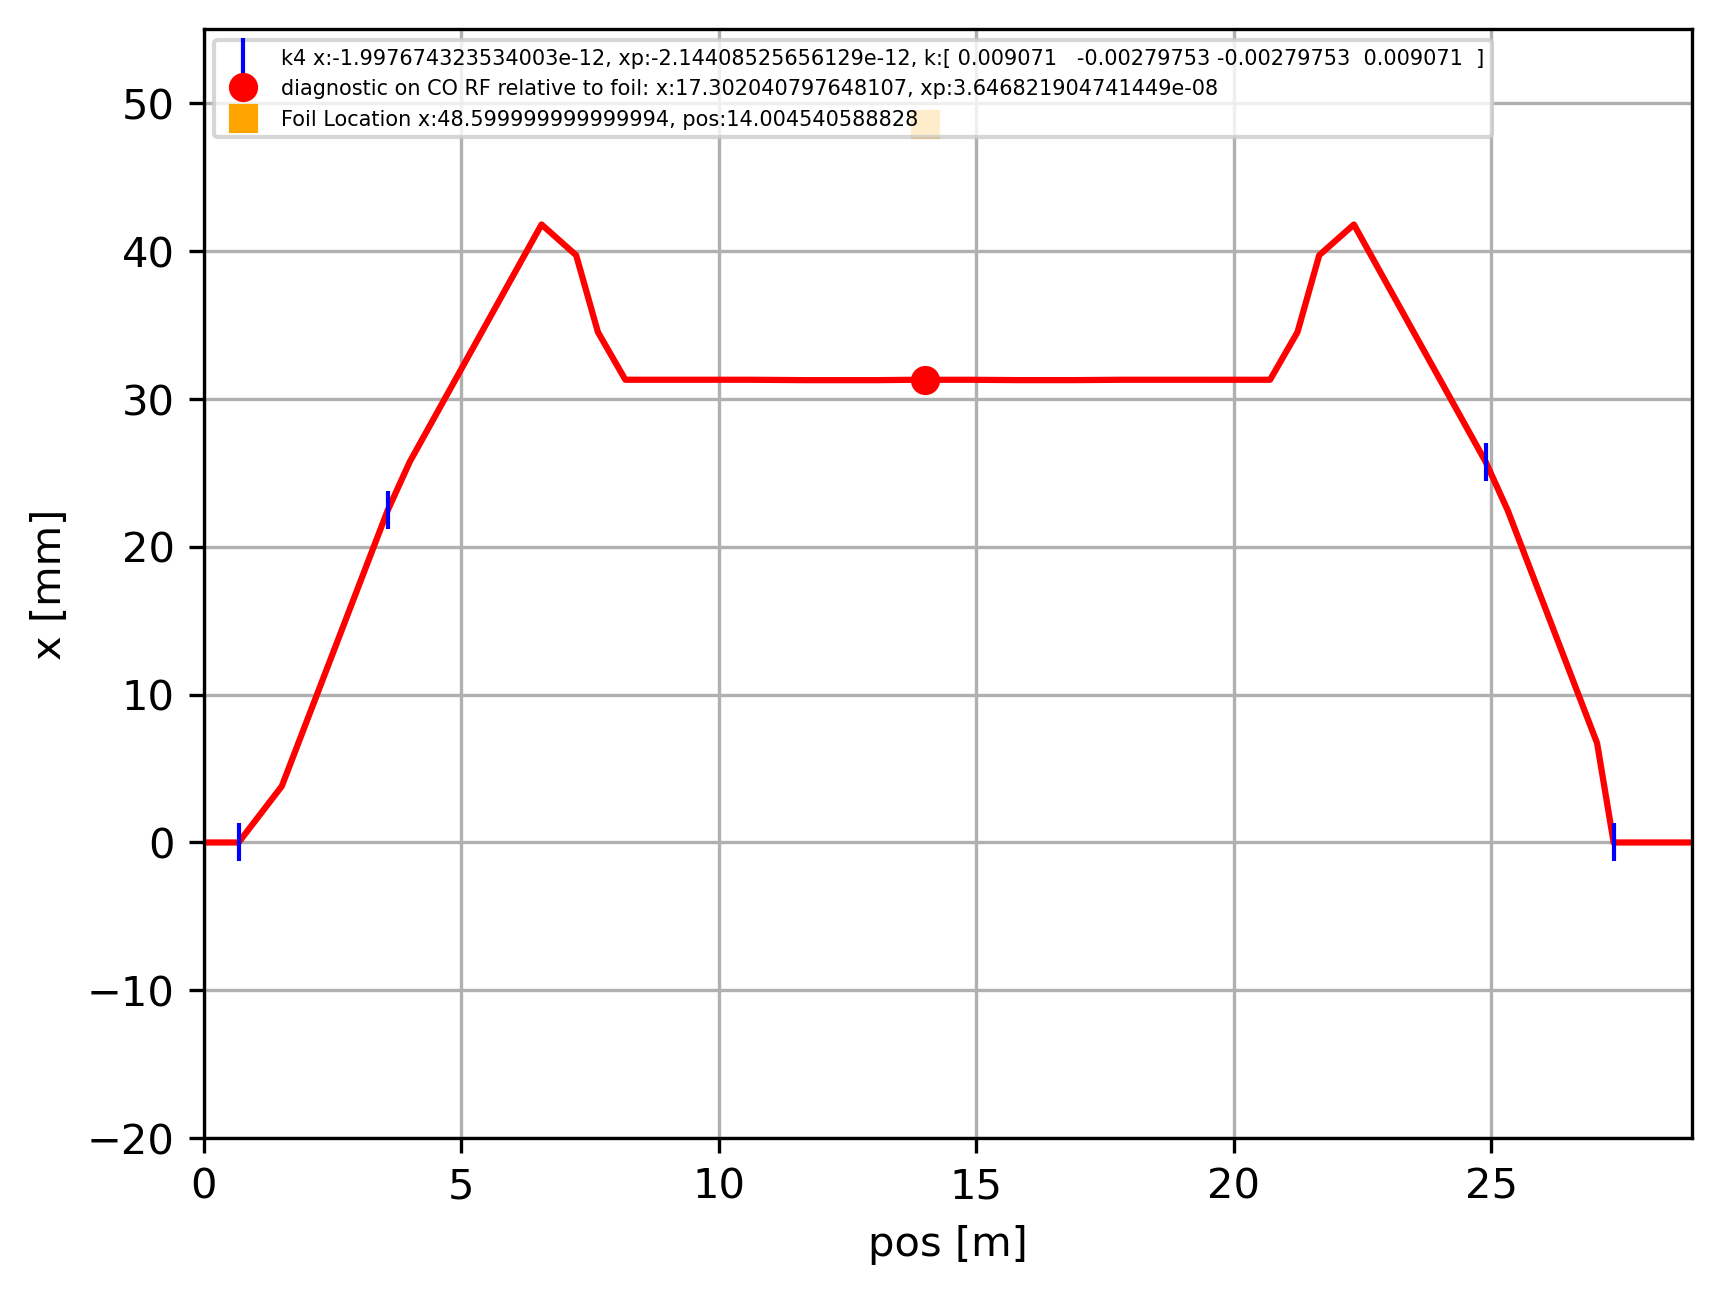 k4 x:-1.997674323534003e-12, xp:-2.14408525656129e-12, k:[ 0.009071   -0.00279753 -0.00279753  0.009071  ]
diagnostic on CO RF relative to foil: x:17.302040797648107, xp:3.646821904741449e-08
Foil Location x:48.599999999999994, pos:14.004540588828
50
40
30
20
10
0
−10
−20
x [mm]
0 5 10 15 20 25
pos [m]